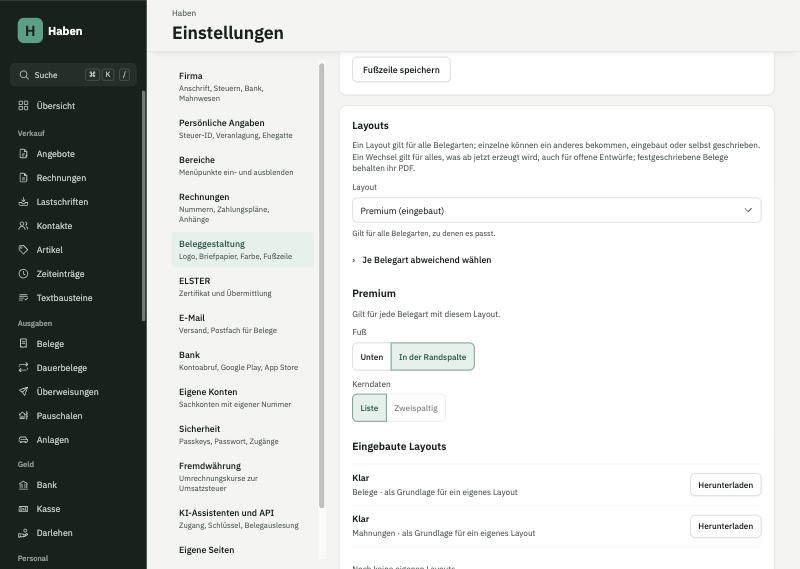 H Haben
Suche ⌘ K /
Übersicht
Verkauf
Angebote
Rechnungen
Lastschriften
Kontakte
Artikel
Zeiteinträge
Textbausteine
Ausgaben
Belege
Dauerbelege
Überweisungen
Pauschalen
Anlagen
Geld
Bank
Kasse
Darlehen
Personal
Haben
Einstellungen
Firma
Anschrift, Steuern, Bank,
Mahnwesen
Persönliche Angaben
Steuer-ID, Veranlagung, Ehegatte
Bereiche
Menüpunkte ein- und ausblenden
Rechnungen
Nummern, Zahlungspläne,
Anhänge
Beleggestaltung
Logo, Briefpapier, Farbe, Fußzeile
ELSTER
Zertifikat und Übermittlung
E-Mail
Versand, Postfach für Belege
Bank
Kontoabruf, Google Play, App Store
Eigene Konten
Sachkonten mit eigener Nummer
Sicherheit
Passkeys, Passwort, Zugänge
Fremdwährung
Umrechnungskurse zur
Umsatzsteuer
KI-Assistenten und API
Zugang, Schlüssel, Belegauslesung
Eigene Seiten
Fußzeile speichern
Layouts
Ein Layout gilt für alle Belegarten; einzelne können ein anderes bekommen, eingebaut oder selbst geschrieben.
Ein Wechsel gilt für alles, was ab jetzt erzeugt wird, auch für offene Entwürfe; festgeschriebene Belege
behalten ihr PDF.
Layout
Premium (eingebaut)
Gilt für alle Belegarten, zu denen es passt.
› Je Belegart abweichend wählen
Premium
Gilt für jede Belegart mit diesem Layout.
Fuß
Unten In der Randspalte
Kerndaten
Liste Zweispaltig
Eingebaute Layouts
Klar
Belege · als Grundlage für ein eigenes Layout
Herunterladen
Klar
Mahnungen · als Grundlage für ein eigenes Layout
Herunterladen
Noch keine eigenen Layouts